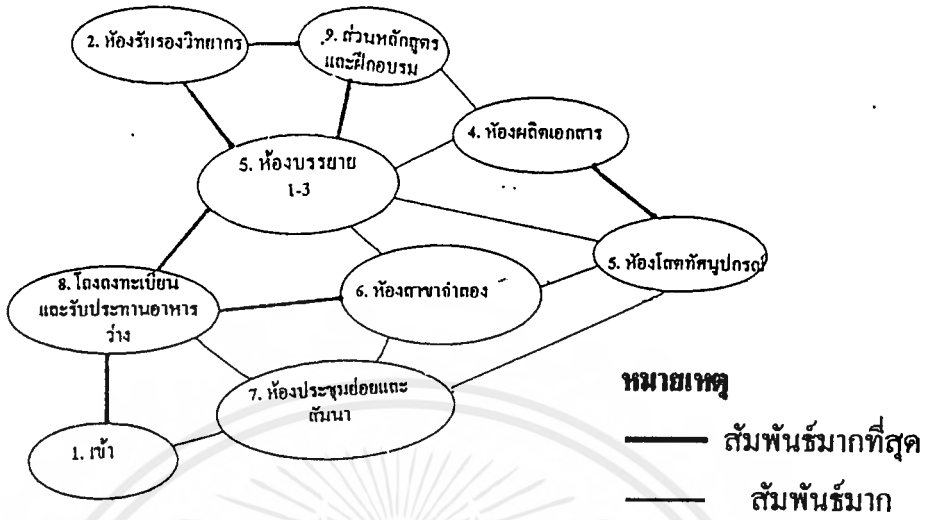 2. ห้องรับรองวิทยากร
9. ส่วนหลักสูตร
และฝึกอบรม
4. ห้องผลิตเอกสาร
5. ห้องบรรยาย
1-3
5. ห้องโสตทัศนูปกรณ์
8. โถงลงทะเบียน
และรับประทานอาหาร
ว่าง
6. ห้องสาขาจำลอง
7. ห้องประชุมย่อยและ
สัมนา
1. เข้า
หมายเหตุ
สัมพันธ์มากที่สุด
สัมพันธ์มาก